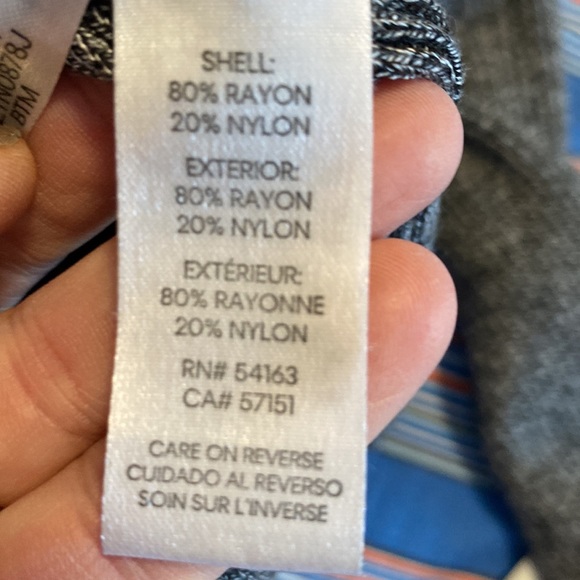 SHELL:
80% RAYON
20% NYLON
EXTERIOR:
80% RAYON
20% NYLON
EXTÉRIEUR:
80% RAYONNE
20% NYLON
RN# 54163
CA# 57151
CARE ON REVERSE
CUIDADO AL REVERSO
SOIN SUR L'INVERSE